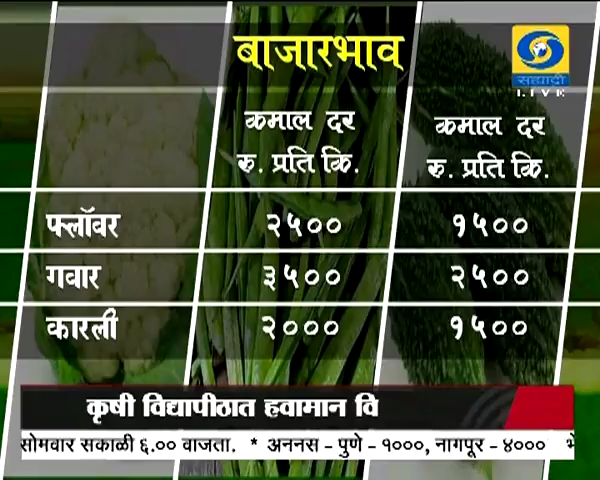 बाजारभाव
सह्याद्री
LIVE
कमाल दर
रु. प्रति कि.
कमाल दर
रु. प्रति कि.
फ्लॉवर २५०० १५००
गवार ३५०० २५००
कारली २००० १५००
कृषी विद्यापीठात हवामान वि
सोमवार सकाळी ६.०० वाजता. * अननस - पुणे - १०००, नागपूर - ४०००